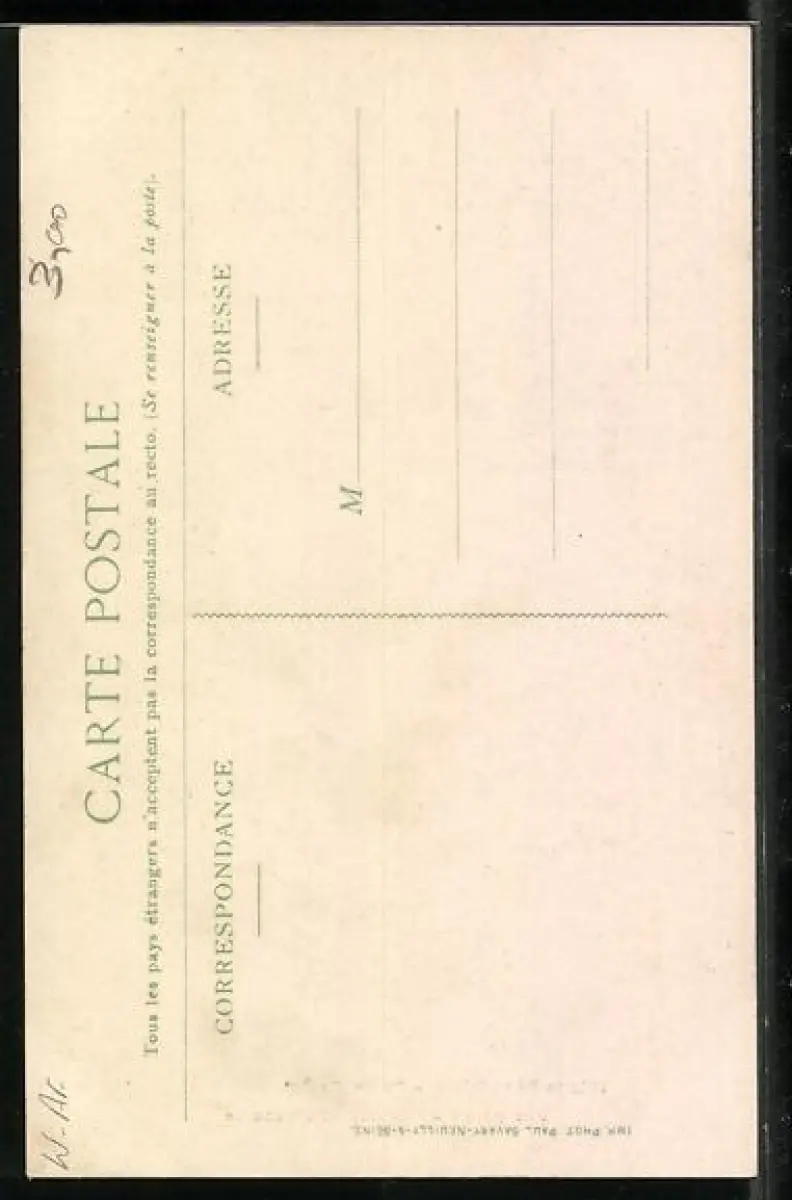 W-Ar.
3,00
CARTE POSTALE
Tous les pays étrangers n'acceptent pas la correspondance au recto. (Se renseigner à la poste).
CORRESPONDANCE
ADRESSE
M
IMP. PHOT. PAUL SAVARY-NEUILLY-S-SEINE